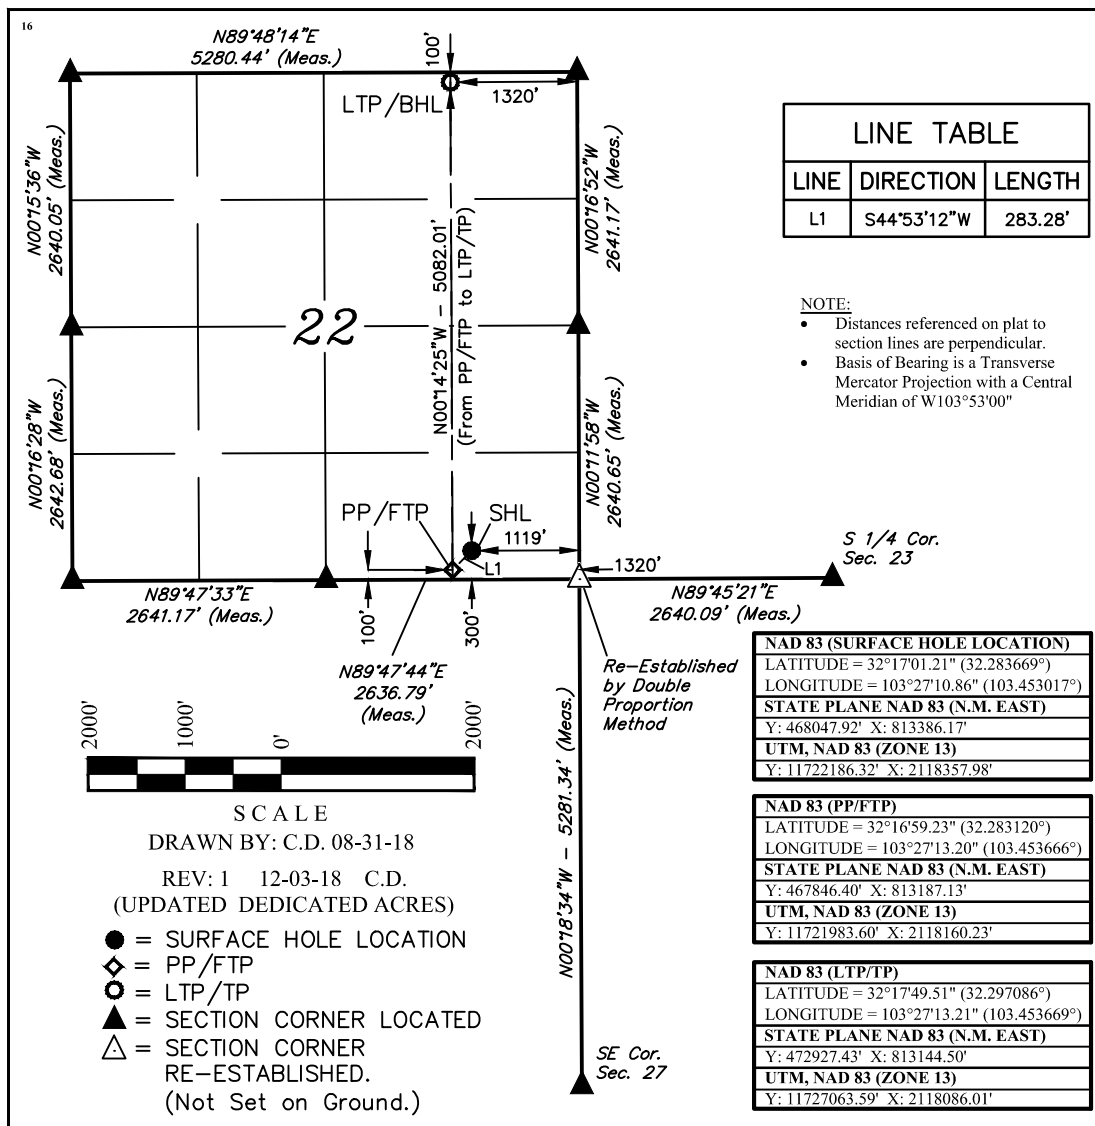 16
N89°48'14"E
5280.44' (Meas.)
100'
1320'
LTP/BHL
N00°15'36"W
2640.05' (Meas.)
N00°16'52"W
2641.17' (Meas.)
22
N00°14'25"W - 5082.01'
(From PP/FTP to LTP/TP)
N00°16'28"W
2642.68' (Meas.)
N00°11'58"W
2640.65' (Meas.)
PP/FTP
SHL
1119'
L1
1320'
S 1/4 Cor.
Sec. 23
N89°47'33"E
2641.17' (Meas.)
100'
300'
N89°45'21"E
2640.09' (Meas.)
N89°47'44"E
2636.79'
(Meas.)
Re-Established
by Double
Proportion
Method
N00°18'34"W - 5281.34' (Meas.)
SE Cor.
Sec. 27
LINE TABLE
LINE DIRECTION LENGTH
L1 S44°53'12"W 283.28'
NOTE:
• Distances referenced on plat to
section lines are perpendicular.
• Basis of Bearing is a Transverse
Mercator Projection with a Central
Meridian of W103°53'00"
NAD 83 (SURFACE HOLE LOCATION)
LATITUDE = 32°17'01.21" (32.283669°)
LONGITUDE = 103°27'10.86" (103.453017°)
STATE PLANE NAD 83 (N.M. EAST)
Y: 468047.92' X: 813386.17'
UTM, NAD 83 (ZONE 13)
Y: 11722186.32' X: 2118357.98'
NAD 83 (PP/FTP)
LATITUDE = 32°16'59.23" (32.283120°)
LONGITUDE = 103°27'13.20" (103.453666°)
STATE PLANE NAD 83 (N.M. EAST)
Y: 467846.40' X: 813187.13'
UTM, NAD 83 (ZONE 13)
Y: 11721983.60' X: 2118160.23'
NAD 83 (LTP/TP)
LATITUDE = 32°17'49.51" (32.297086°)
LONGITUDE = 103°27'13.21" (103.453669°)
STATE PLANE NAD 83 (N.M. EAST)
Y: 472927.43' X: 813144.50'
UTM, NAD 83 (ZONE 13)
Y: 11727063.59' X: 2118086.01'
2000' 1000' 0' 2000'
SCALE
DRAWN BY: C.D. 08-31-18
REV: 1 12-03-18 C.D.
(UPDATED DEDICATED ACRES)
= SURFACE HOLE LOCATION
= PP/FTP
= LTP/TP
= SECTION CORNER LOCATED
= SECTION CORNER
RE-ESTABLISHED.
(Not Set on Ground.)